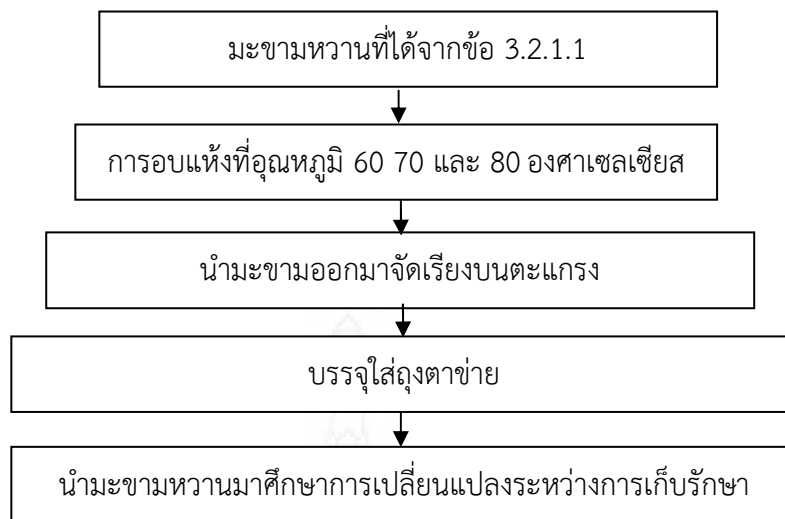 มะขามหวานที่ได้จากข้อ 3.2.1.1
การอบแห้งที่อุณหภูมิ 60 70 และ 80 องศาเซลเซียส
นำมะขามออกมาจัดเรียงบนตะแกรง
บรรจุใส่ถุงตาข่าย
นำมะขามหวานมาศึกษาการเปลี่ยนแปลงระหว่างการเก็บรักษา